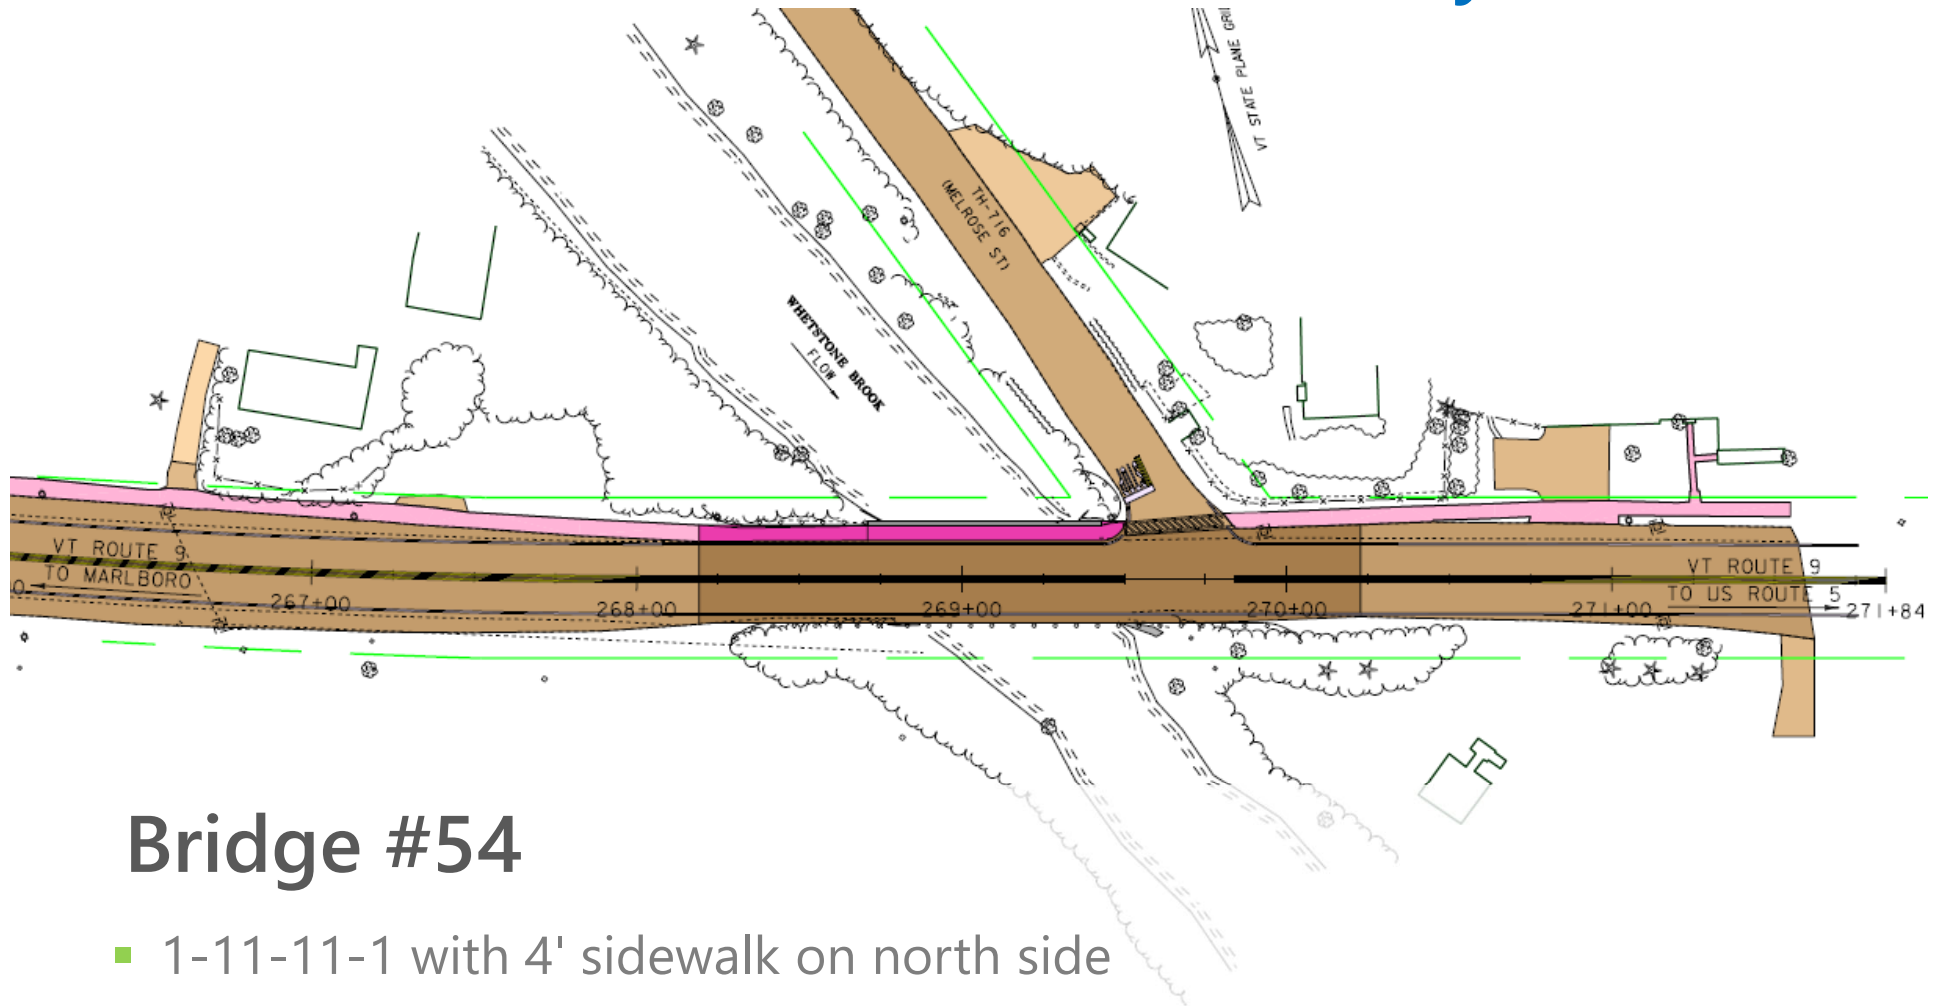 VT STATE PLANE GRI
TH-716
(MELROSE ST)
WHETSTONE BROOK
FLOW
VT ROUTE 9
TO MARLBORO
267+00
268+00
269+00
270+00
271+00
VT ROUTE 9
TO US ROUTE 5
271+84
Bridge #54
1-11-11-1 with 4' sidewalk on north side